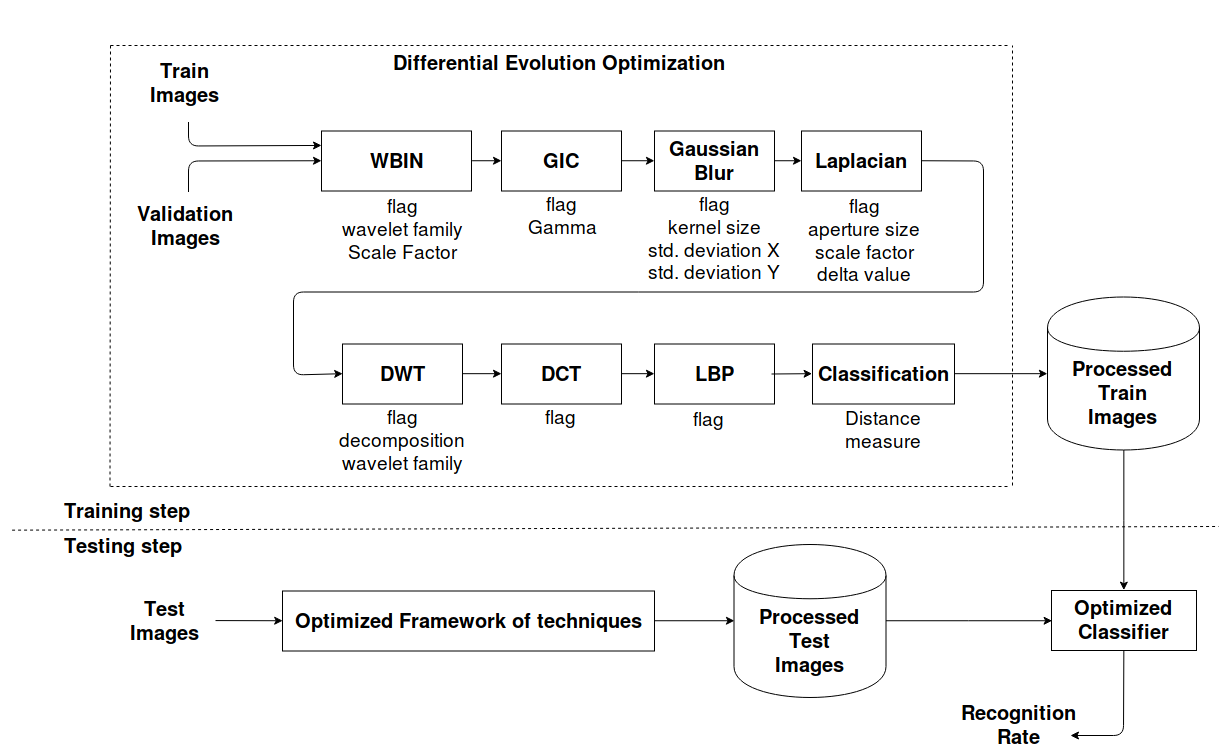 Differential Evolution Optimization
Train
Images
Validation
Images
WBIN
flag
wavelet family
Scale Factor
GIC
flag
Gamma
Gaussian
Blur
flag
kernel size
std. deviation X
std. deviation Y
Laplacian
flag
aperture size
scale factor
delta value
DWT
flag
decomposition
wavelet family
DCT
flag
LBP
flag
Classification
Distance
measure
Processed
Train
Images
Training step
Testing step
Test
Images
Optimized Framework of techniques
Processed
Test
Images
Optimized
Classifier
Recognition
Rate